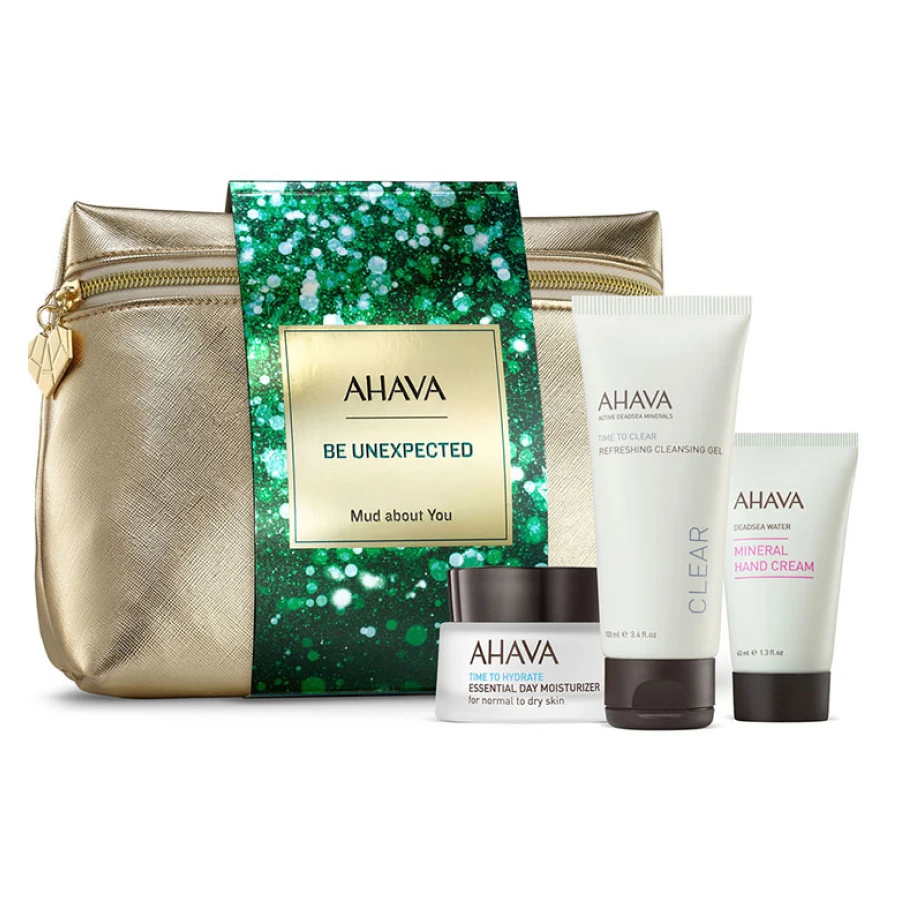 AHAVA
BE UNEXPECTED
Mud about You
AHAVA
TIME TO HYDRATE
ESSENTIAL DAY MOISTURIZER
for normal to dry skin
AHAVA
ACTIVE DEADSEA MINERALS
TIME TO CLEAR
REFRESHING CLEANSING GEL
CLEAR
100ml ℮ 3.4 fl.oz
AHAVA
DEADSEA WATER
MINERAL
HAND CREAM
40ml ℮ 1.3 fl.oz